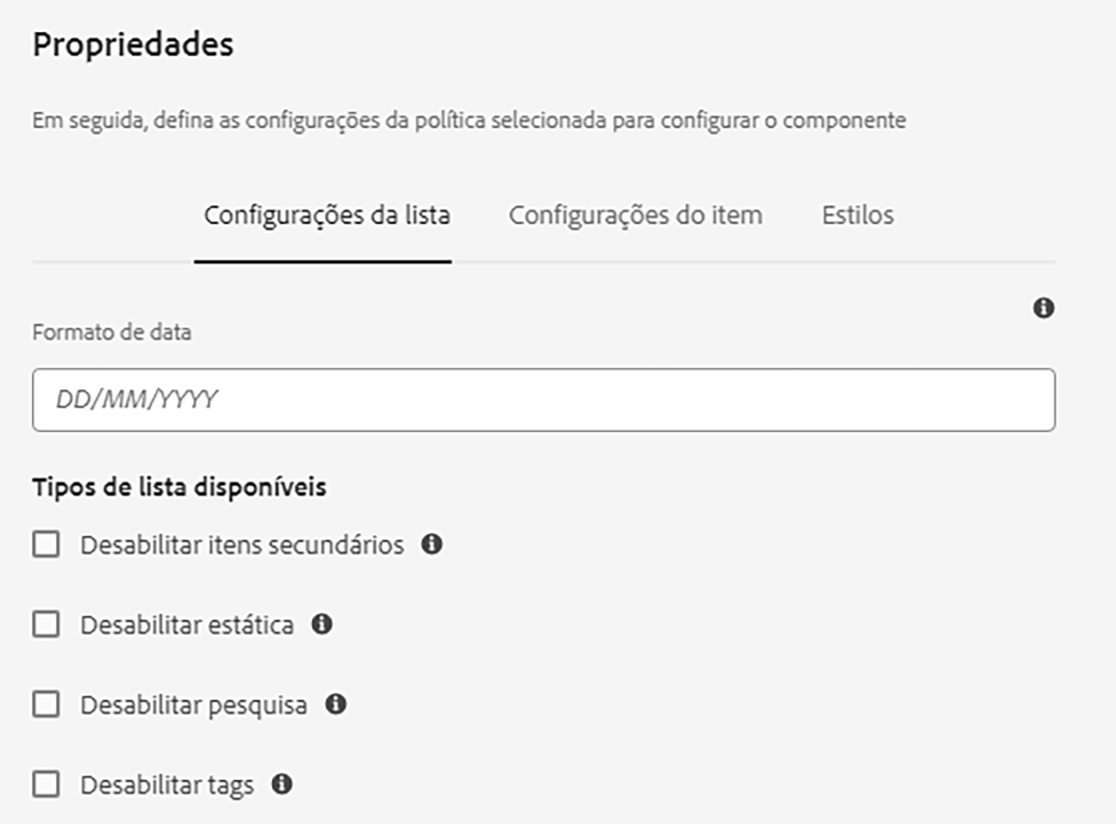 Propriedades
Em seguida, defina as configurações da política selecionada para configurar o componente
Configurações da lista Configurações do item Estilos
Formato de data
DD/MM/YYYY
Tipos de lista disponíveis
Desabilitar itens secundários
Desabilitar estática
Desabilitar pesquisa
Desabilitar tags